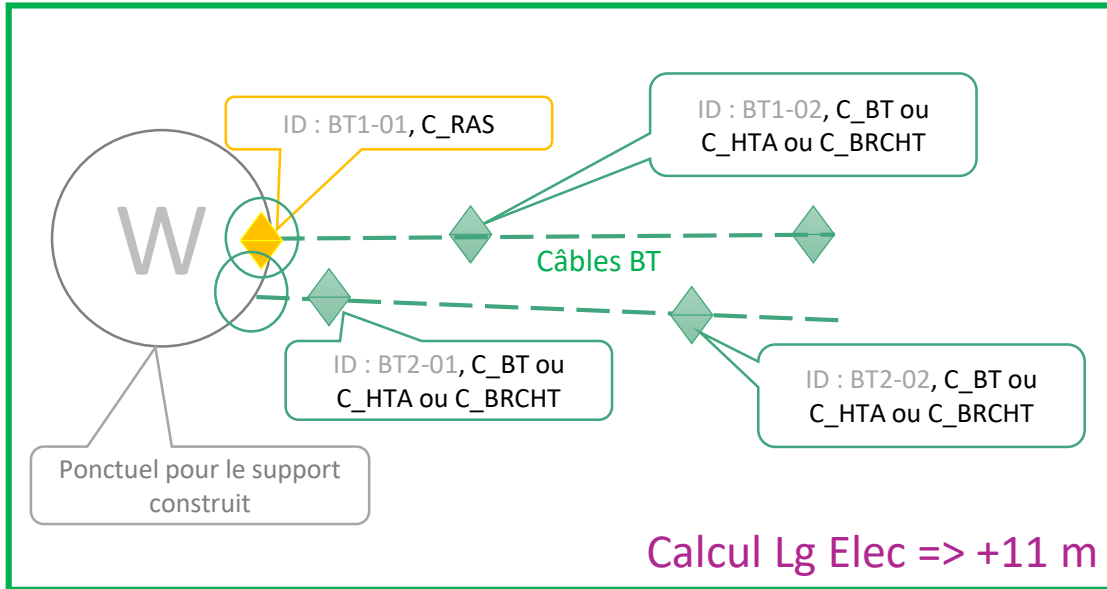 ID : BT1-01, C_RAS
ID : BT1-02, C_BT ou
C_HTA ou C_BRCHT
W
Câbles BT
ID : BT2-01, C_BT ou
C_HTA ou C_BRCHT
ID : BT2-02, C_BT ou
C_HTA ou C_BRCHT
Ponctuel pour le support
construit
Calcul Lg Elec => +11 m